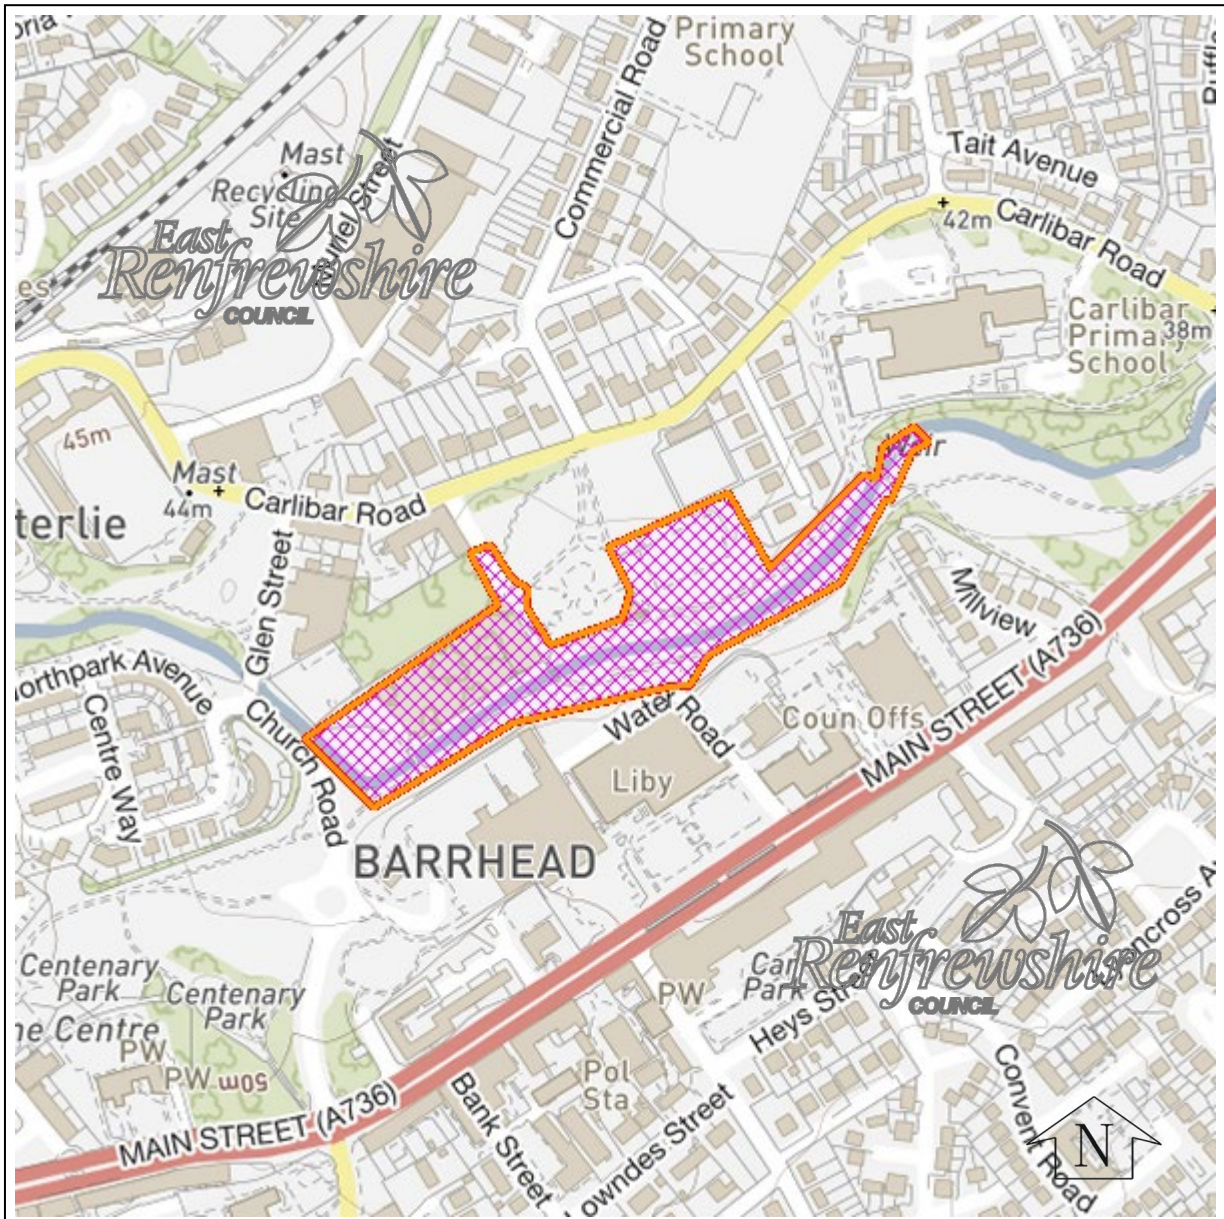 Primary
School
Commercial Road
Tait Avenue
Mast
Recycling
Site
42m
Carlibar Road
East
Renfrewshire
COUNCIL
Carlibar
Primary
School
38m
45m
Mast
44m
Carlibar Road
terlie
Glen Street
Millview
orthpark Avenue
Centre Way
Church Road
Water Road
Coun Offs
MAIN STREET (A736)
Liby
BARRHEAD
East
Renfrewshire
COUNCIL
Centenary
Park
Centenary
Park
ne Centre
PW
PW
50m
PW
Car
Park
Heys Street
Pol
Sta
MAIN STREET (A736)
Bank Street
Lowndes Street
Convent Road
N